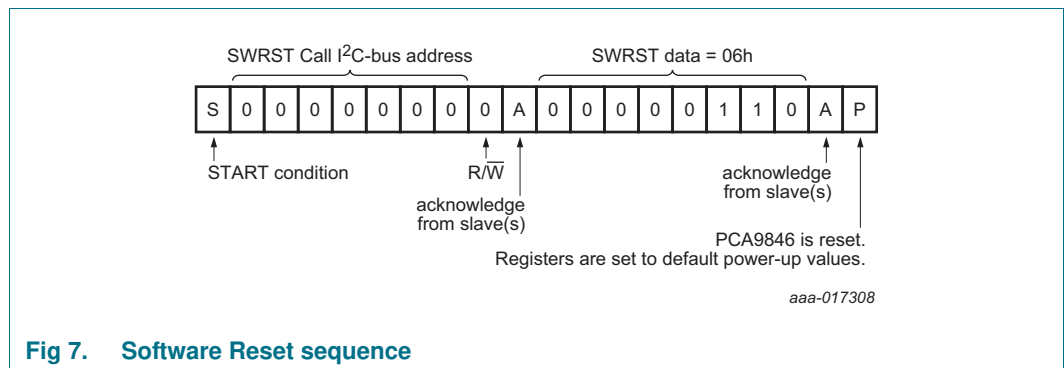 SWRST Call I2C-bus address SWRST data = 06h
S 0 0 0 0 0 0 0 0 A 0 0 0 0 0 1 1 0 A P
START condition R/W acknowledge
acknowledge from slave(s)
from slave(s)
PCA9846 is reset.
Registers are set to default power-up values.
aaa-017308
Fig 7. Software Reset sequence